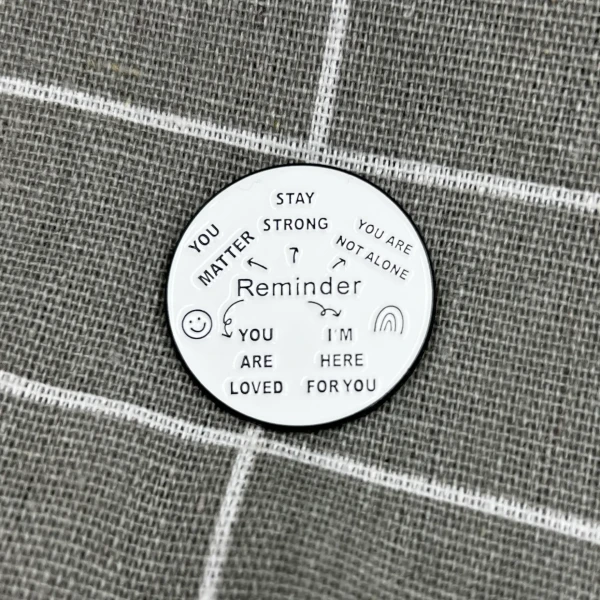 STAY
STRONG
YOU
MATTER
YOU ARE
NOT ALONE
Reminder
YOU
ARE
LOVED
I'M
HERE
FOR YOU